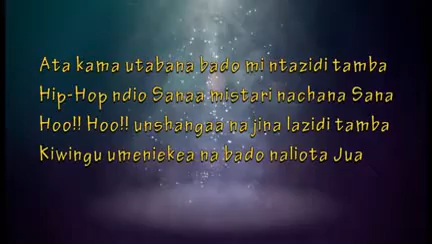 Ata kama utabana bado mi ntazidi tamba
Hip-Hop ndio Sanaa mistari nachana Sana
Hoo!! Hoo!! unshangaa na jina lazidi tamba
Kiwingu umeniekea na bado naliota Jua